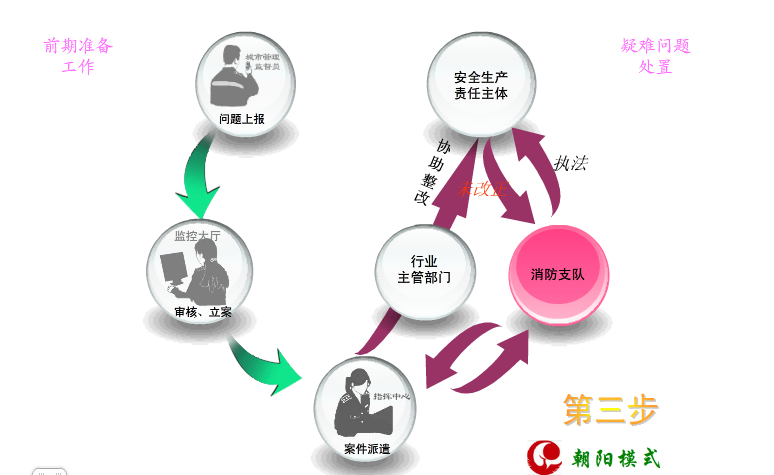 前期准备
工作
城市管理
监督员
问题上报
安全生产
责任主体
疑难问题
处置
协助整改
未改正
执法
监控大厅
审核、立案
行业
主管部门
消防支队
指挥中心
案件派遣
第三步
朝阳模式